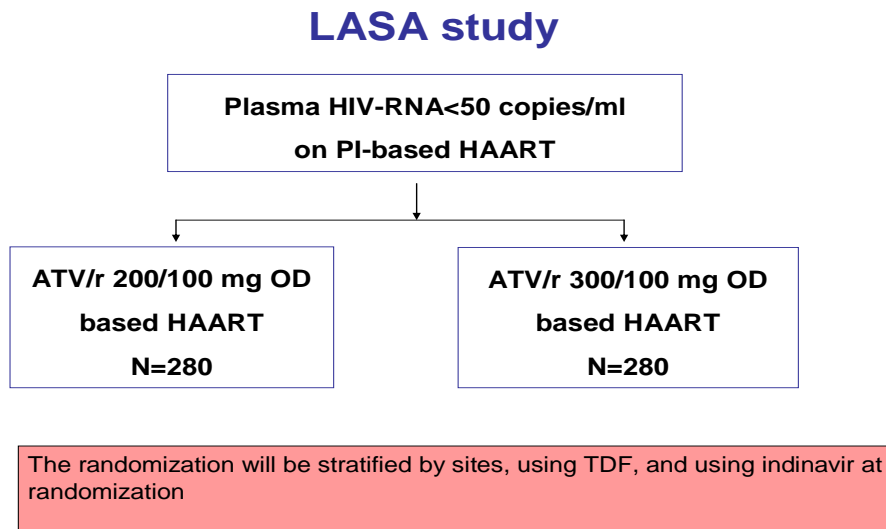 LASA study
Plasma HIV-RNA<50 copies/ml
on PI-based HAART
ATV/r 200/100 mg OD
based HAART
N=280
ATV/r 300/100 mg OD
based HAART
N=280
The randomization will be stratified by sites, using TDF, and using indinavir at
randomization